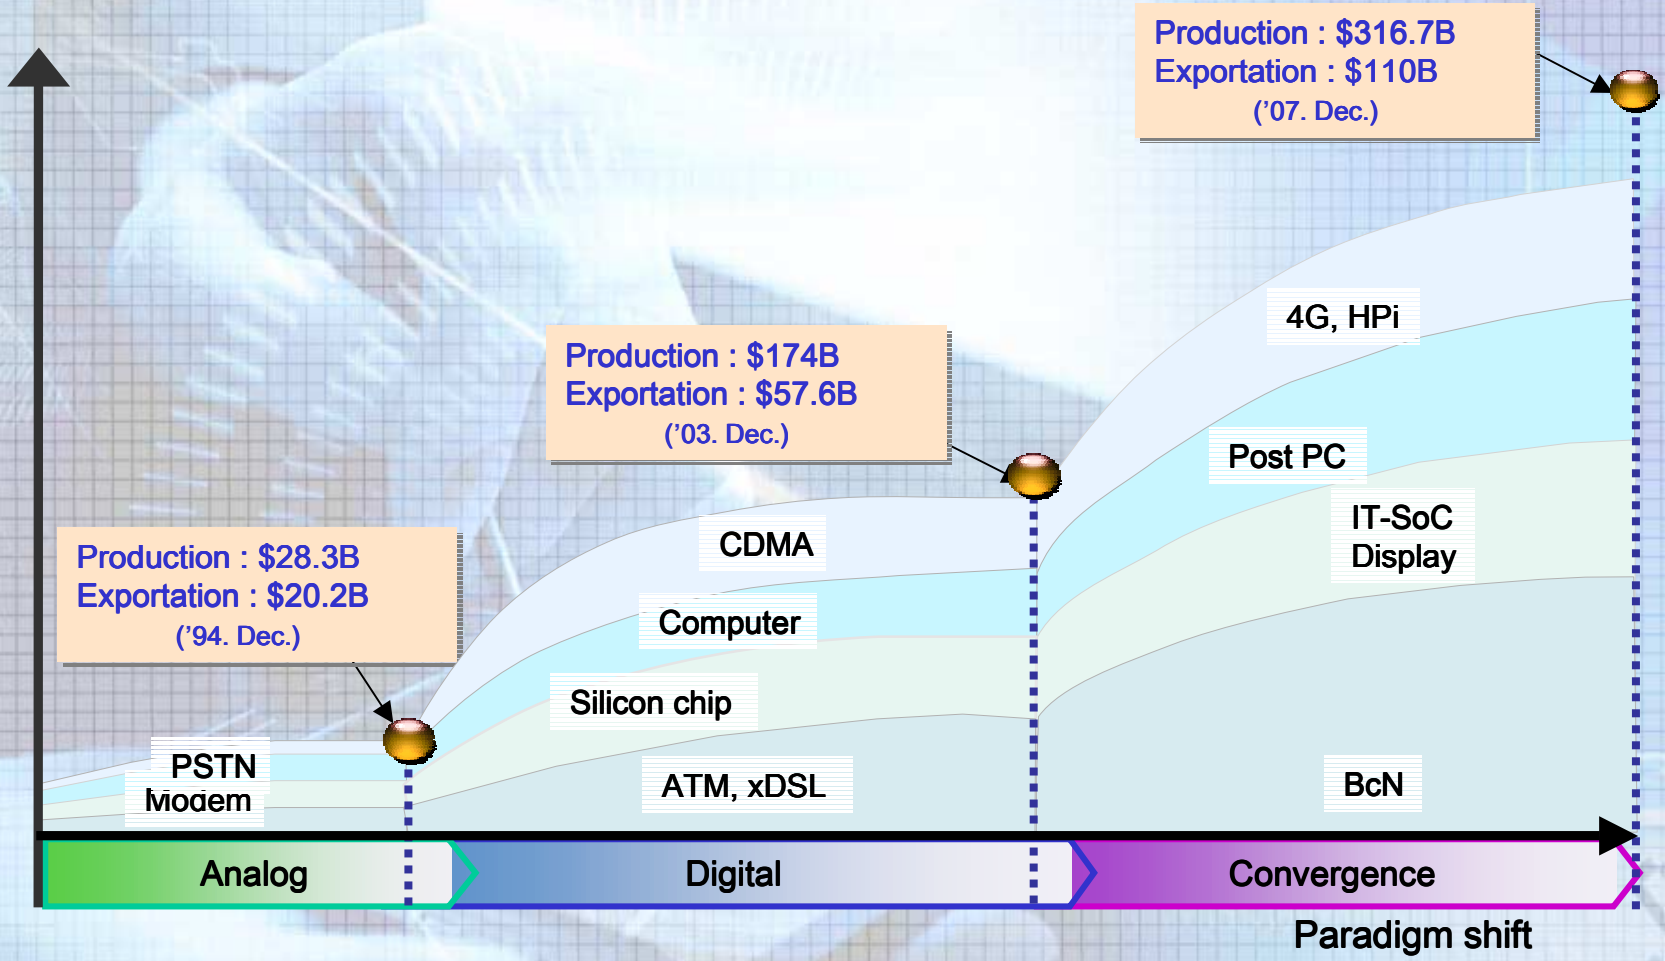 Production : $316.7B
Exportation : $110B
(’07. Dec.)
4G, HPi
Production : $174B
Exportation : $57.6B
(’03. Dec.)
Post PC
IT-SoC
Display
CDMA
Production : $28.3B
Exportation : $20.2B
(’94. Dec.)
Computer
Silicon chip
PSTN
Modem
ATM, xDSL
BcN
Analog
Digital
Convergence
Paradigm shift